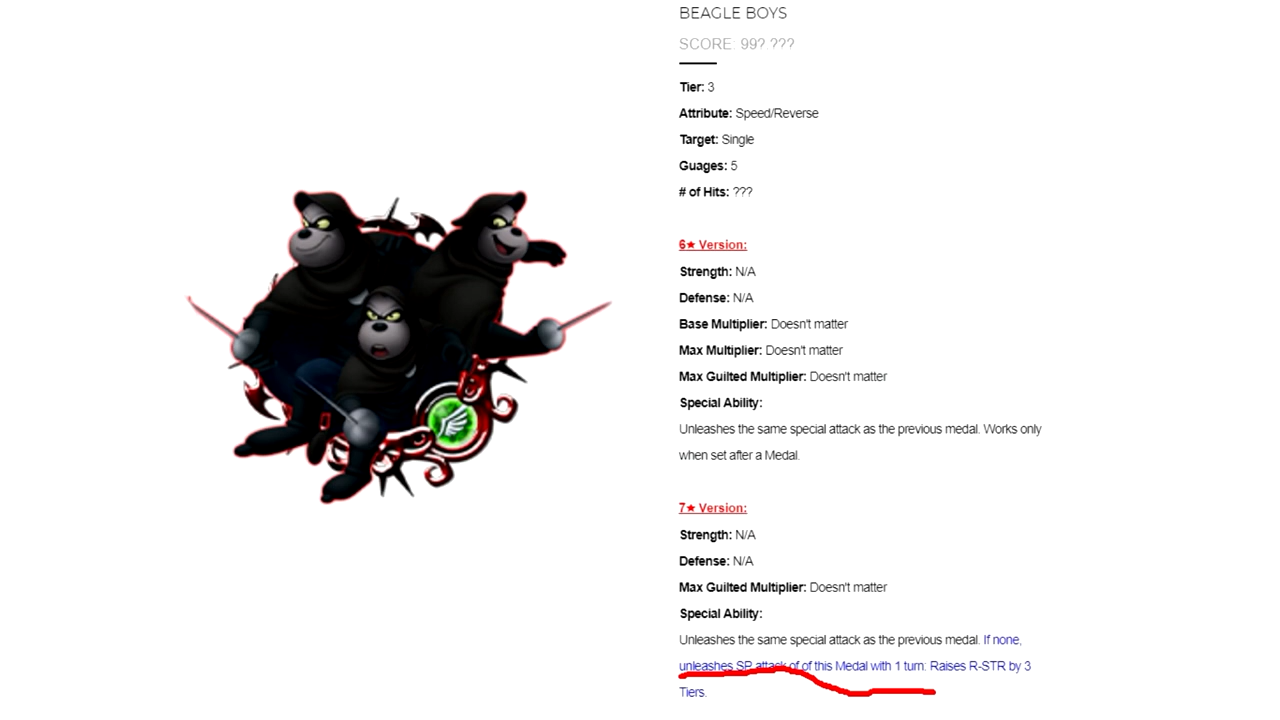 BEAGLE BOYS
SCORE: 99?,???
Tier: 3
Attribute: Speed/Reverse
Target: Single
Guages: 5
# of Hits: ???
6★ Version:
Strength: N/A
Defense: N/A
Base Multiplier: Doesn't matter
Max Multiplier: Doesn't matter
Max Guilted Multiplier: Doesn't matter
Special Ability:
Unleashes the same special attack as the previous medal. Works only
when set after a Medal.
7★ Version:
Strength: N/A
Defense: N/A
Max Guilted Multiplier: Doesn't matter
Special Ability:
Unleashes the same special attack as the previous medal. If none,
unleashes SP attack of of this Medal with 1 turn: Raises R-STR by 3
Tiers.